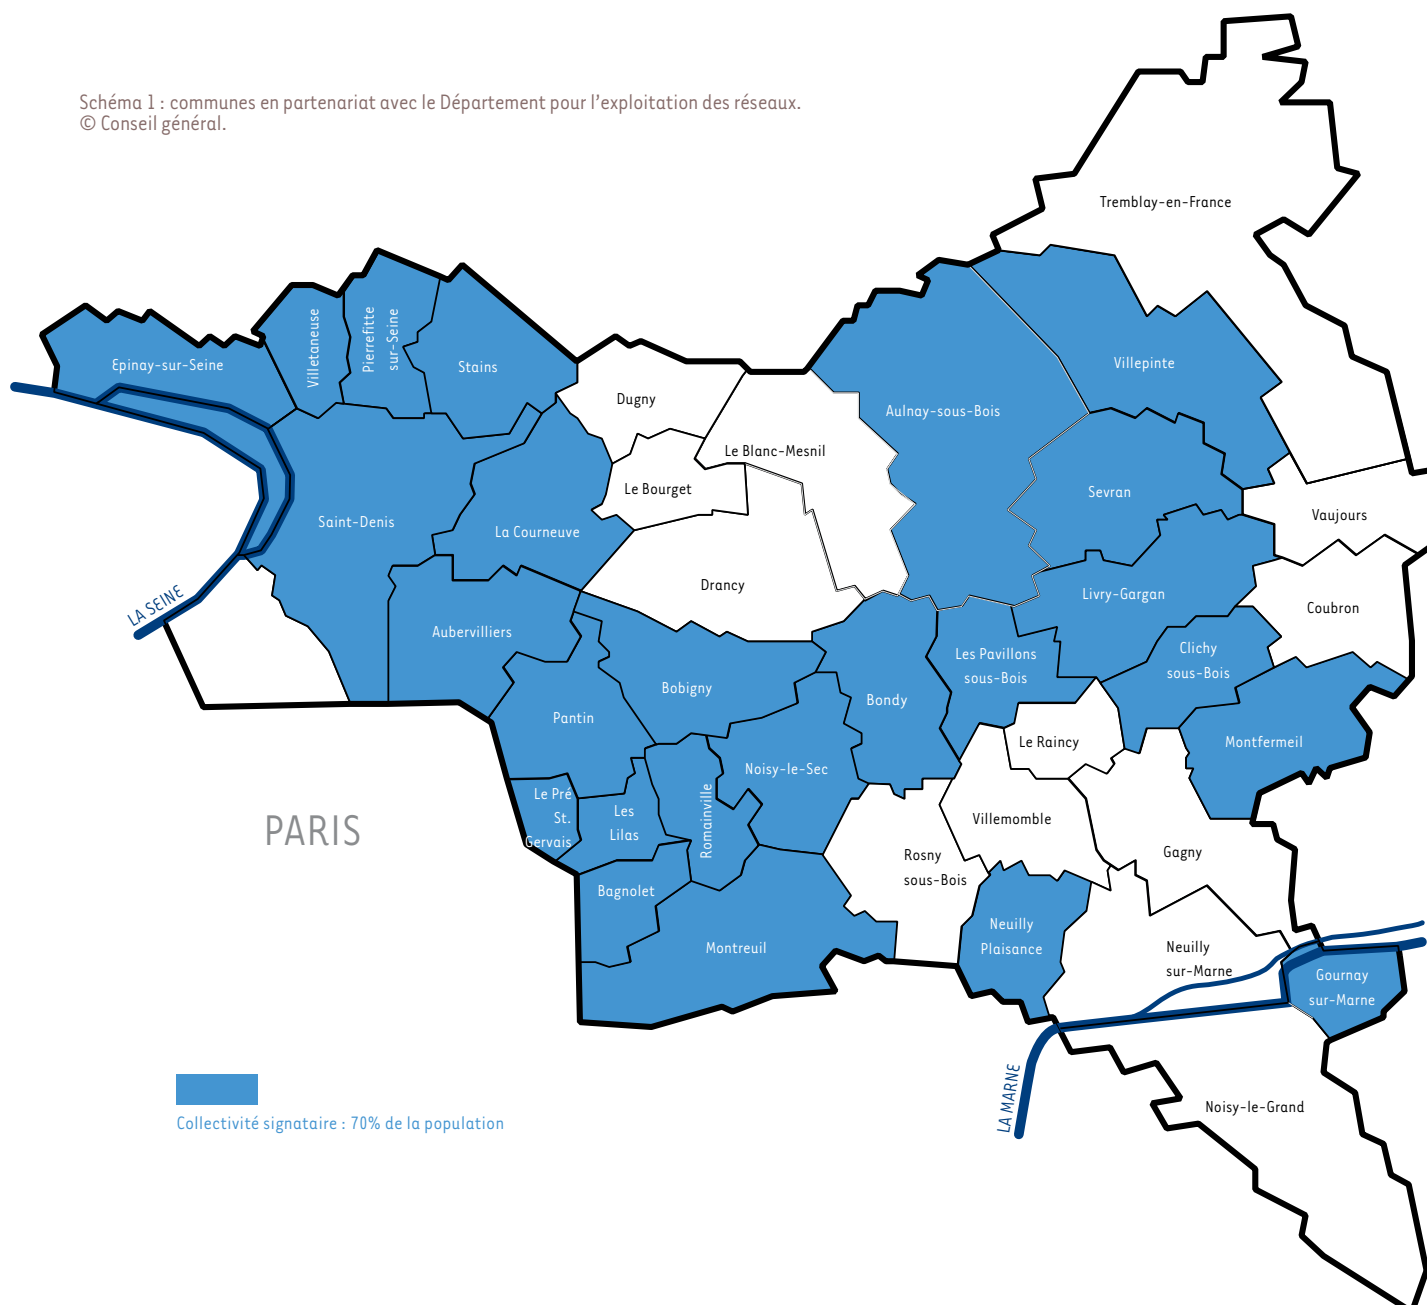 Schéma 1 : communes en partenariat avec le Département pour l'exploitation des réseaux.
© Conseil général.
Tremblay-en-France
Epinay-sur-Seine
Villetaneuse
Pierrefitte
sur-Seine
Stains
Dugny
Le Blanc-Mesnil
Aulnay-sous-Bois
Villepinte
Le Bourget
Sevran
Vaujours
Saint-Denis
La Courneuve
Drancy
Livry-Gargan
Coubron
LA SEINE
Aubervilliers
Bobigny
Les Pavillons
sous-Bois
Clichy
sous-Bois
Pantin
Bondy
Le Raincy
Montfermeil
Noisy-le-Sec
Le Pré
St.
Gervais
Les
Lilas
Romainville
Villemomble
PARIS
Rosny
sous-Bois
Gagny
Bagnolet
Montreuil
Neuilly
Plaisance
Neuilly
sur-Marne
Gournay
sur-Marne
LA MARNE
Noisy-le-Grand
Collectivité signataire : 70% de la population